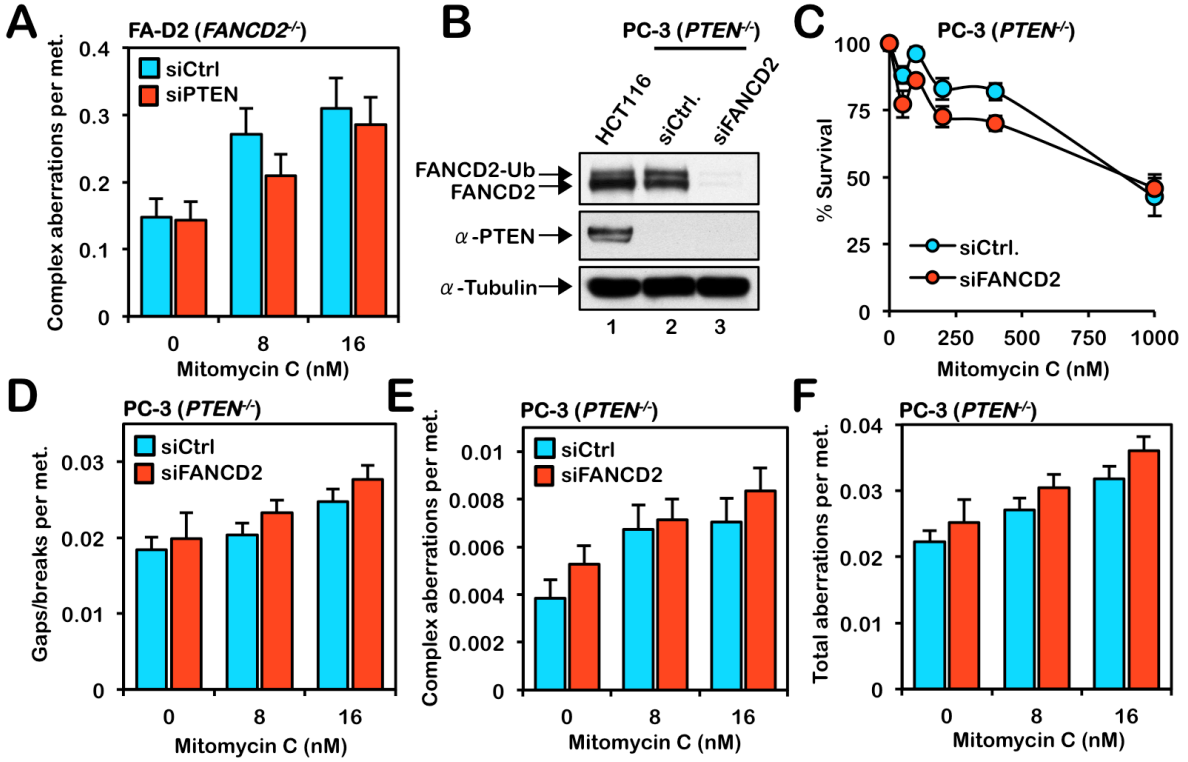 A
FA-D2 (FANCD2-/-)
Complex aberrations per met.
0.4
0.3
0.2
0.1
0
siCtrl
siPTEN
0 8 16
Mitomycin C (nM)
B
PC-3 (PTEN-/-)
HCT116
siCtrl.
siFANCD2
FANCD2-Ub
FANCD2
α-PTEN
α-Tubulin
1 2 3
C
PC-3 (PTEN-/-)
% Survival
100
75
50
25
0
siCtrl.
siFANCD2
0 250 500 750 1000
Mitomycin C (nM)
D
PC-3 (PTEN-/-)
Gaps/breaks per met.
0.03
0.02
0.01
0
siCtrl
siFANCD2
0 8 16
Mitomycin C (nM)
E
PC-3 (PTEN-/-)
Complex aberrations per met.
0.01
0.008
0.006
0.004
0.002
0
siCtrl
siFANCD2
0 8 16
Mitomycin C (nM)
F
PC-3 (PTEN-/-)
Total aberrations per met.
0.04
0.03
0.02
0.01
0
0 8 16
Mitomycin C (nM)